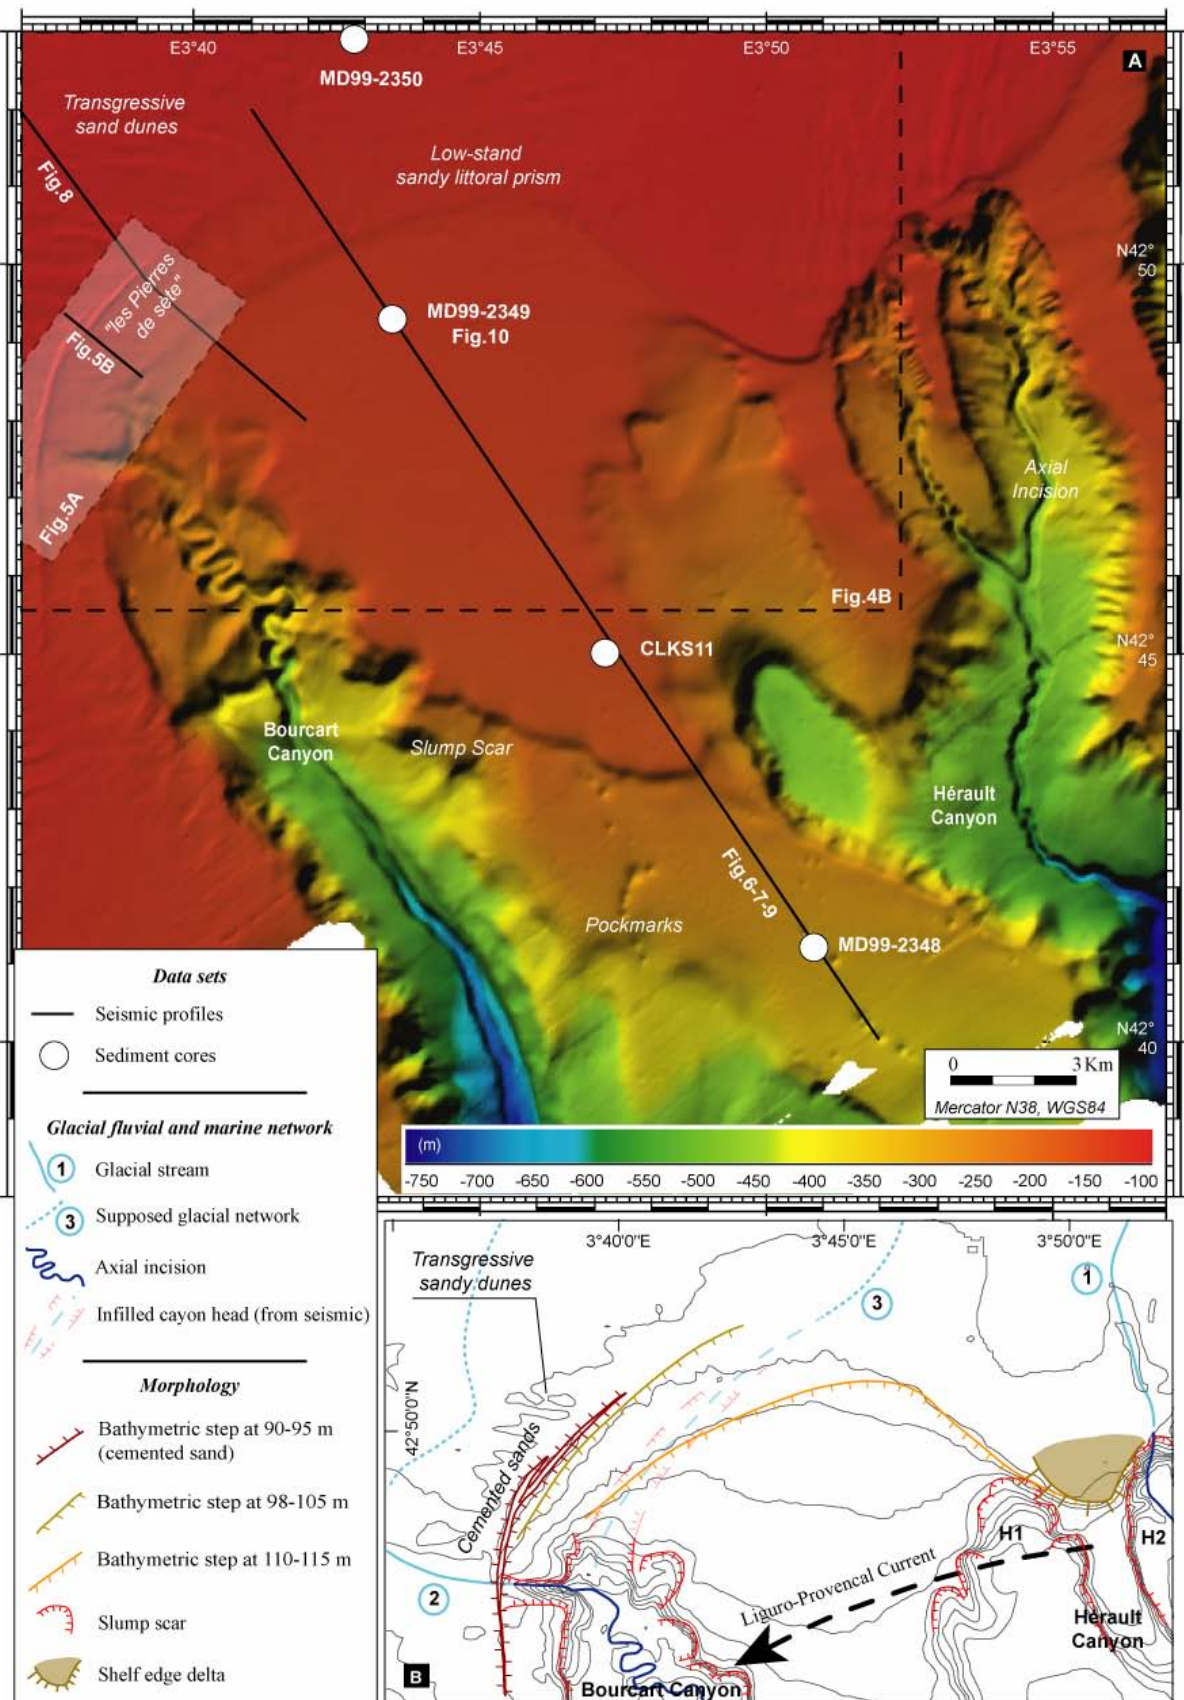 E3°40
E3°45
E3°50
E3°55
A
MD99-2350
Transgressive
sand dunes
Low-stand
sandy littoral prism
Fig.8
N42°
50
"les Pierres
de sète"
MD99-2349
Fig.10
Fig.5B
Axial
Incision
Fig.5A
Fig.4B
CLKS11
N42°
45
Bourcart
Canyon
Slump Scar
Hérault
Canyon
Fig.6-7-9
Pockmarks
MD99-2348
N42°
40
0 3 Km
Mercator N38, WGS84
(m)
-750 -700 -600 -550 -500 -450 -400 -350 -300 -250 -200 -150 -100
Data sets
Seismic profiles
Sediment cores
Glacial fluvial and marine network
1 Glacial stream
3 Supposed glacial network
Axial incision
Infilled cayon head (from seismic)
Morphology
Bathymetric step at 90-95 m
(cemented sand)
Bathymetric step at 98-105 m
Bathymetric step at 110-115 m
Slump scar
Shelf edge delta
3°40'0"E
3°45'0"E
3°50'0"E
Transgressive
sandy dunes
3
1
42°50'0"N
Cemented sands
H1
H2
Liguro-Provencal Current
2
Hérault
Canyon
B
Bourcart Canyon